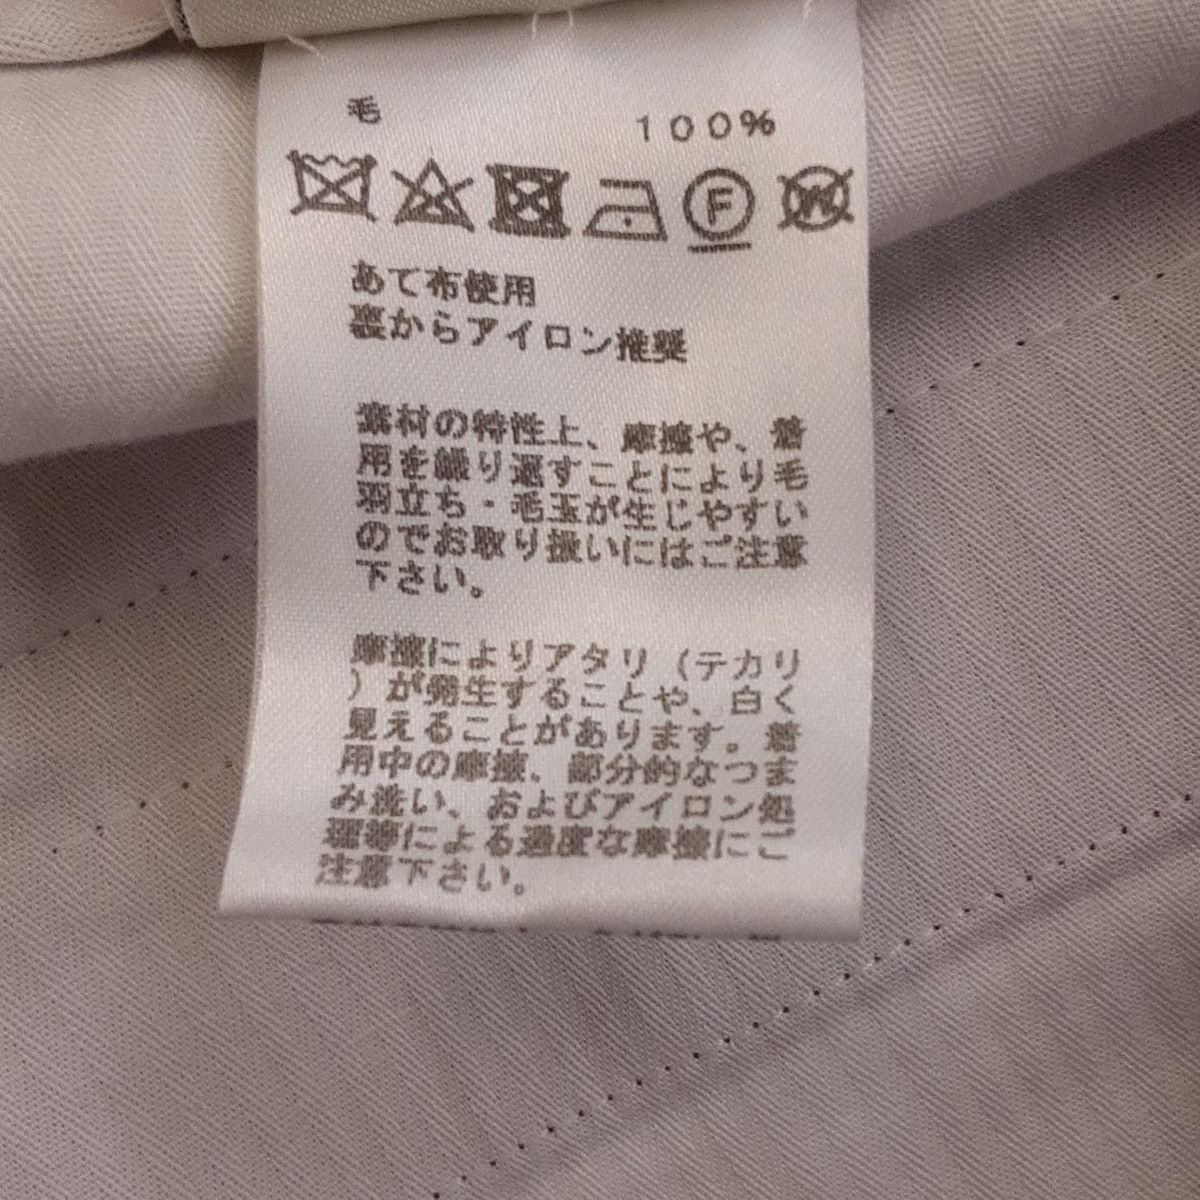 毛 100%
F W
あて布使用
裏からアイロン推奨
素材の特性上、摩擦や、着
用を繰り返すことにより毛
羽立ち・毛玉が生じやすい
のでお取り扱いにはご注意
下さい。
摩擦によりアタリ(テカリ
)が発生することや、白く
見えることがあります。着
用中の摩擦、部分的なつま
み洗い、およびアイロン処
理等による過度な摩擦にご
注意下さい。